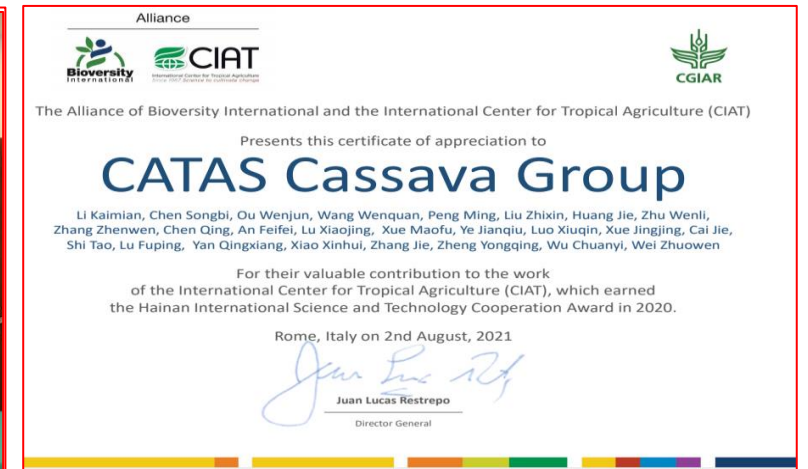 Alliance
Bioversity
International
CIAT
International Center for Tropical Agriculture
Since 1967 Science to cultivate change
CGIAR
The Alliance of Bioversity International and the International Center for Tropical Agriculture (CIAT)
Presents this certificate of appreciation to
CATAS Cassava Group
Li Kaimian, Chen Songbi, Ou Wenjun, Wang Wenquan, Peng Ming, Liu Zhixin, Huang Jie, Zhu Wenli,
Zhang Zhenwen, Chen Qing, An Feifei, Lu Xiaojing, Xue Maofu, Ye Jianqiu, Luo Xiuqin, Xue Jingjing, Cai Jie,
Shi Tao, Lu Fuping, Yan Qingxiang, Xiao Xinhui, Zhang Jie, Zheng Yongqing, Wu Chuanyi, Wei Zhuowen
For their valuable contribution to the work
of the International Center for Tropical Agriculture (CIAT), which earned
the Hainan International Science and Technology Cooperation Award in 2020.
Rome, Italy on 2nd August, 2021
Juan Lucas Restrepo
Director General